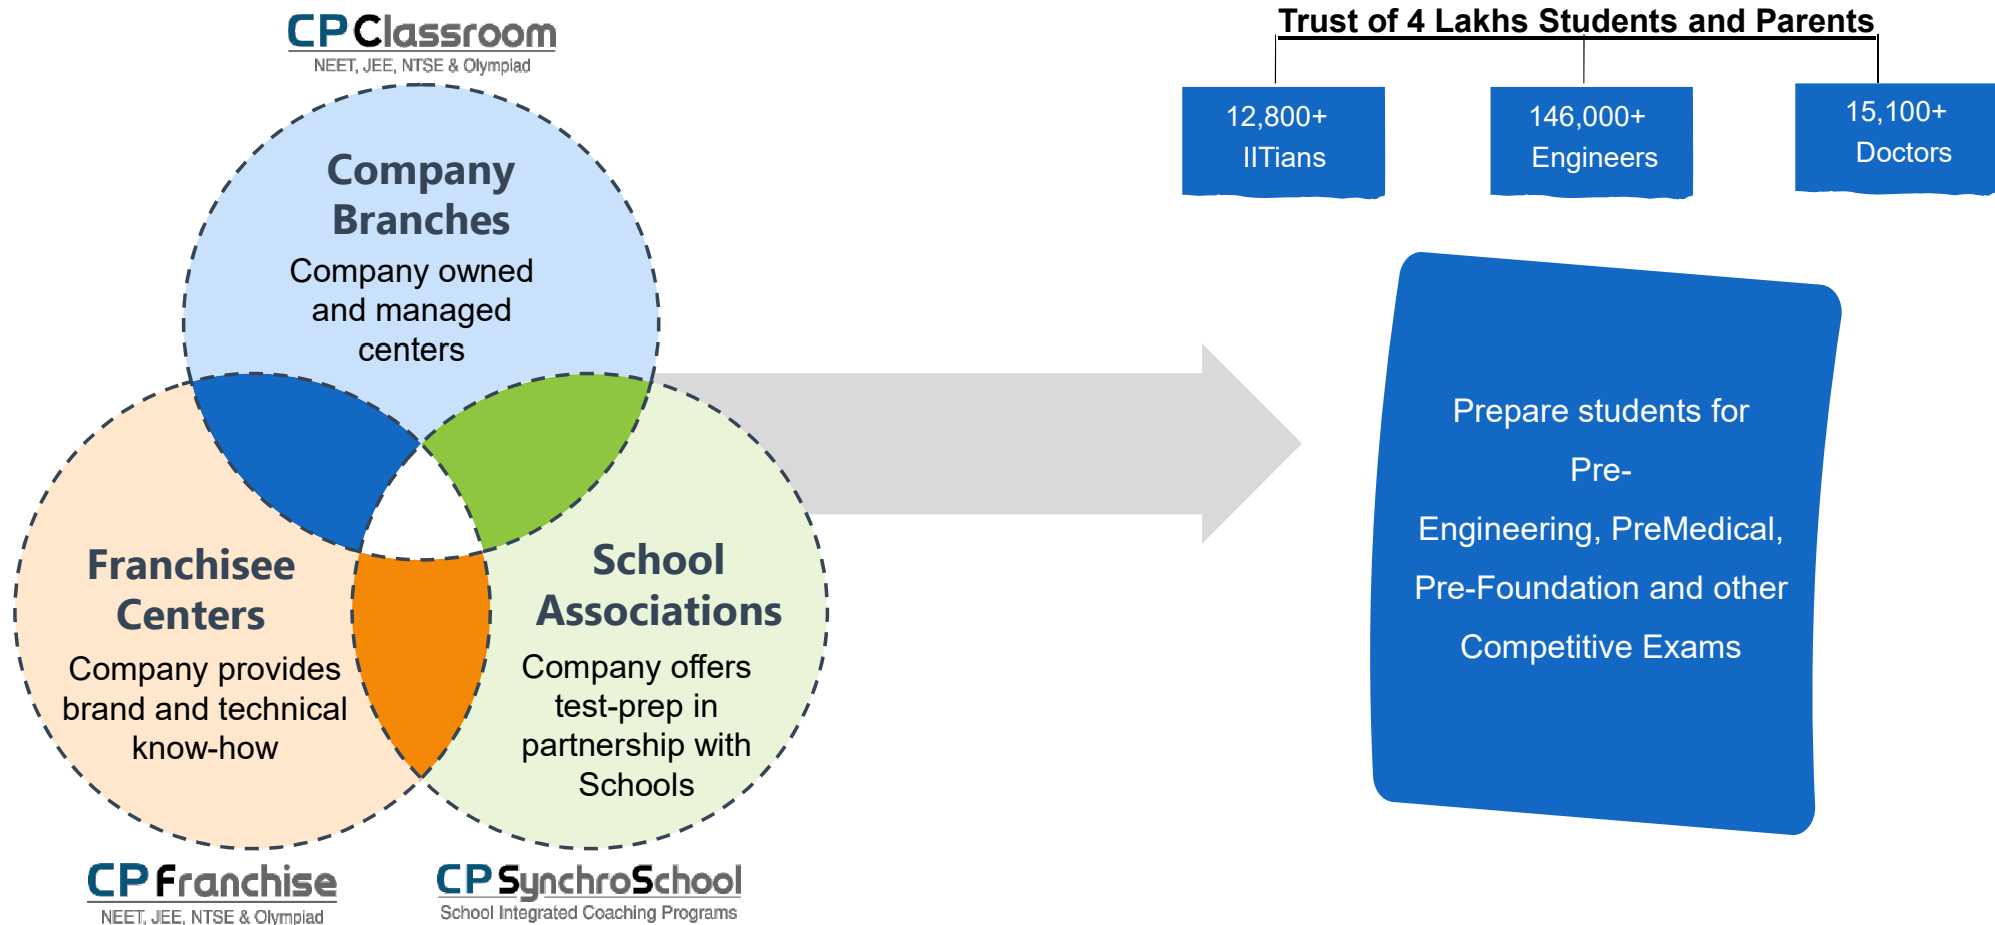 CP Classroom
NEET, JEE, NTSE & Olympiad
Company
Branches
Company owned
and managed
centers
Franchisee
Centers
Company provides
brand and technical
know-how
School
Associations
Company offers
test-prep in
partnership with
Schools
CP Franchise
NEET, JEE, NTSE & Olympiad
CP SynchroSchool
School Integrated Coaching Programs
Trust of 4 Lakhs Students and Parents
12,800+
IITians
146,000+
Engineers
15,100+
Doctors
Prepare students for
Pre-
Engineering, PreMedical,
Pre-Foundation and other
Competitive Exams